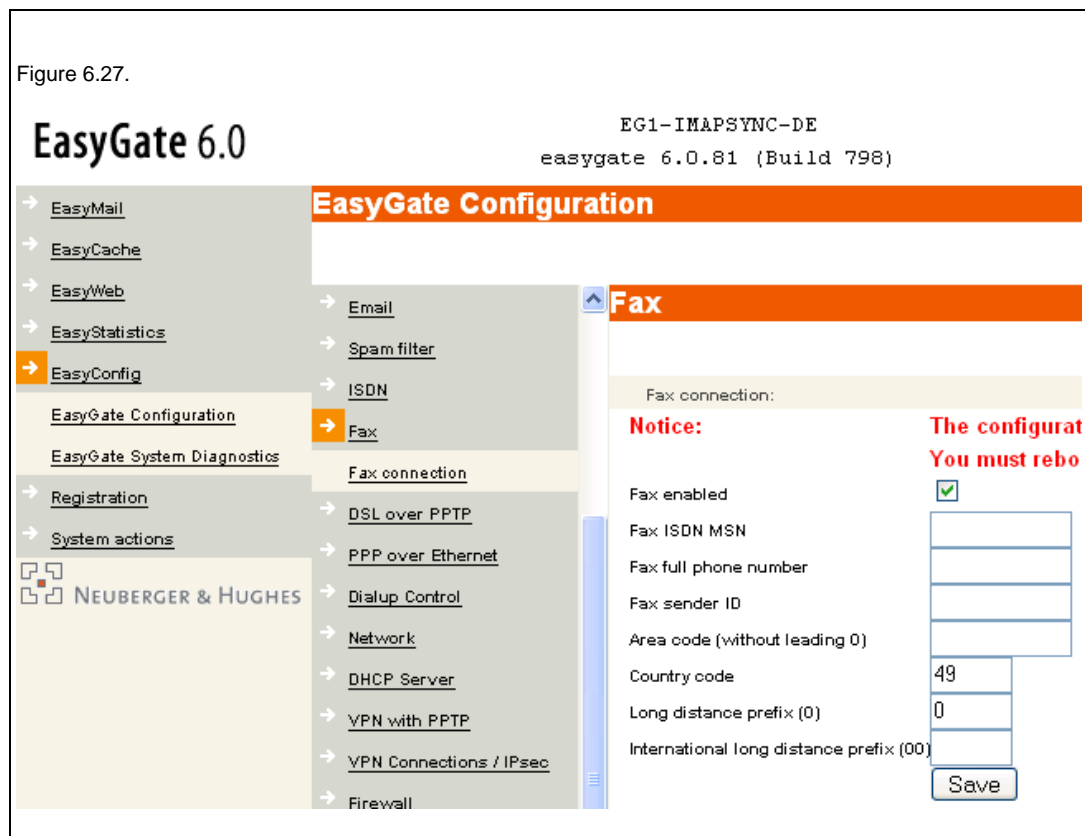 Figure 6.27.
EasyGate 6.0
EG1-IMAPSYNC-DE
easygate 6.0.81 (Build 798)
EasyMail
EasyCache
EasyWeb
EasyStatistics
EasyConfig
EasyGate Configuration
EasyGate System Diagnostics
Registration
System actions
NEUBERGER & HUGHES
EasyGate Configuration
Email
Spam filter
ISDN
Fax
Fax connection
DSL over PPTP
PPP over Ethernet
Dialup Control
Network
DHCP Server
VPN with PPTP
VPN Connections / IPsec
Firewall
Fax
Fax connection:
Notice: The configurat
You must rebo
Fax enabled
Fax ISDN MSN
Fax full phone number
Fax sender ID
Area code (without leading 0)
Country code 49
Long distance prefix (0) 0
International long distance prefix (00)
Save